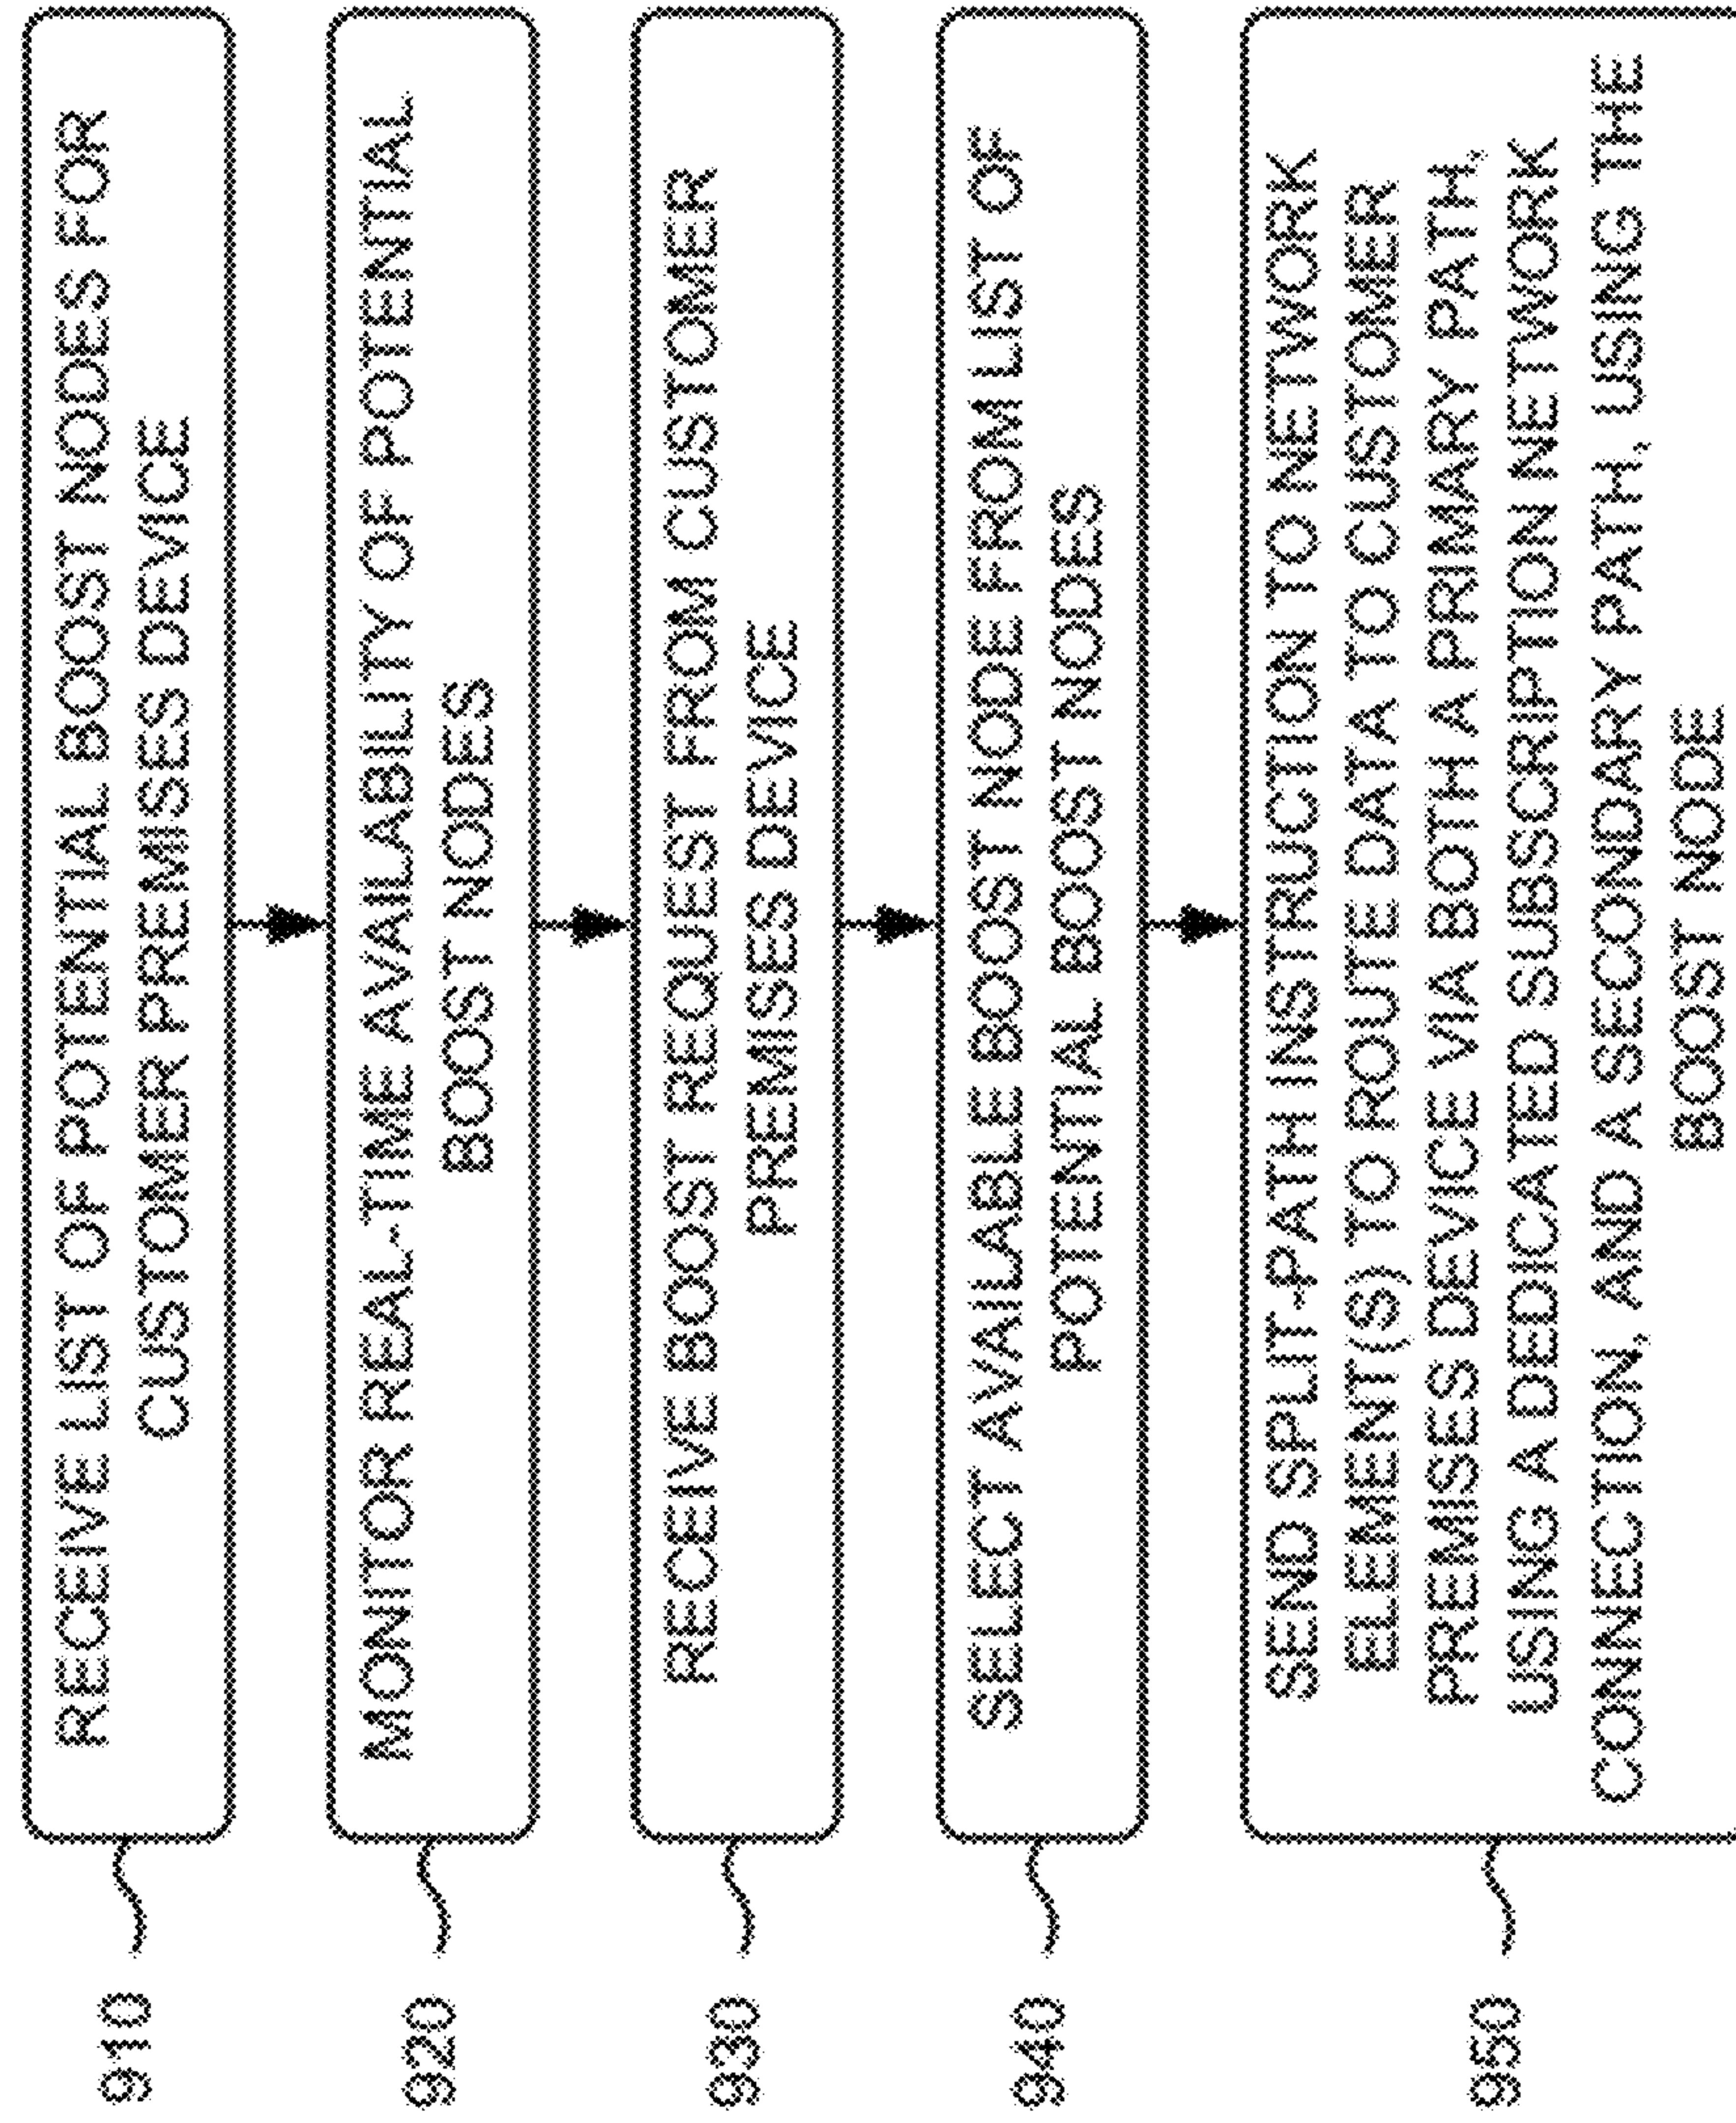 910
RECEIVE LIST OF POTENTIAL BOOST NODES FOR
CUSTOMER PREMISES DEVICE
920
MONITOR REAL-TIME AVAILABILITY OF POTENTIAL
BOOST NODES
930
RECEIVE BOOST REQUEST FROM CUSTOMER
PREMISES DEVICE
940
SELECT AVAILABLE BOOST NODE FROM LIST OF
POTENTIAL BOOST NODES
950
SEND SPLIT-PATH INSTRUCTION TO NETWORK
ELEMENT(S) TO ROUTE DATA TO CUSTOMER
PREMISES DEVICE VIA BOTH A PRIMARY PATH,
USING A DEDICATED SUBSCRIPTION NETWORK
CONNECTION, AND A SECONDARY PATH, USING THE
BOOST NODE